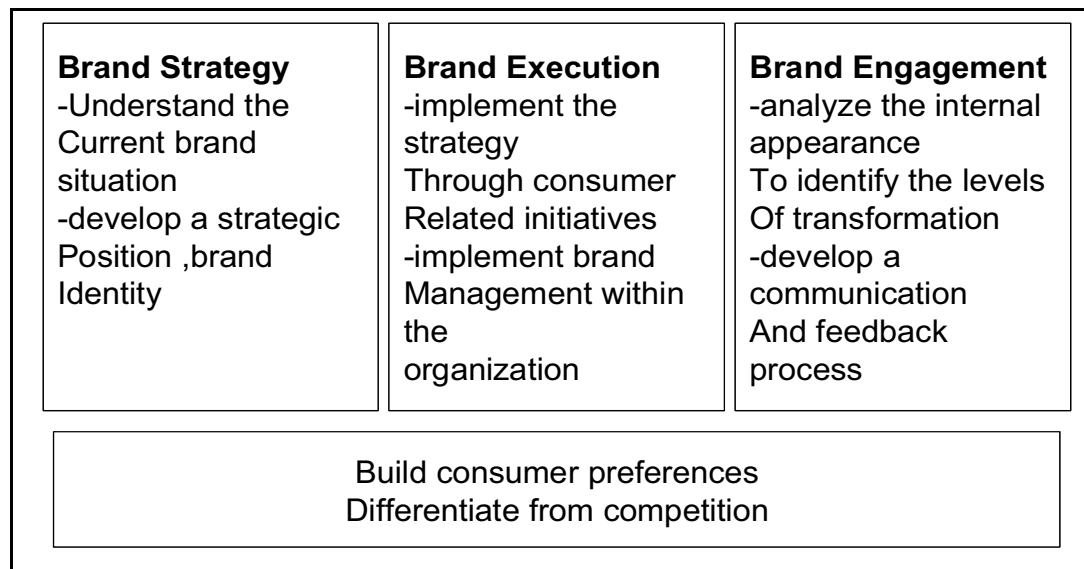 Brand Strategy
-Understand the
Current brand
situation
-develop a strategic
Position ,brand
Identity
Brand Execution
-implement the
strategy
Through consumer
Related initiatives
-implement brand
Management within
the
organization
Brand Engagement
-analyze the internal
appearance
To identify the levels
Of transformation
-develop a
communication
And feedback
process
Build consumer preferences
Differentiate from competition